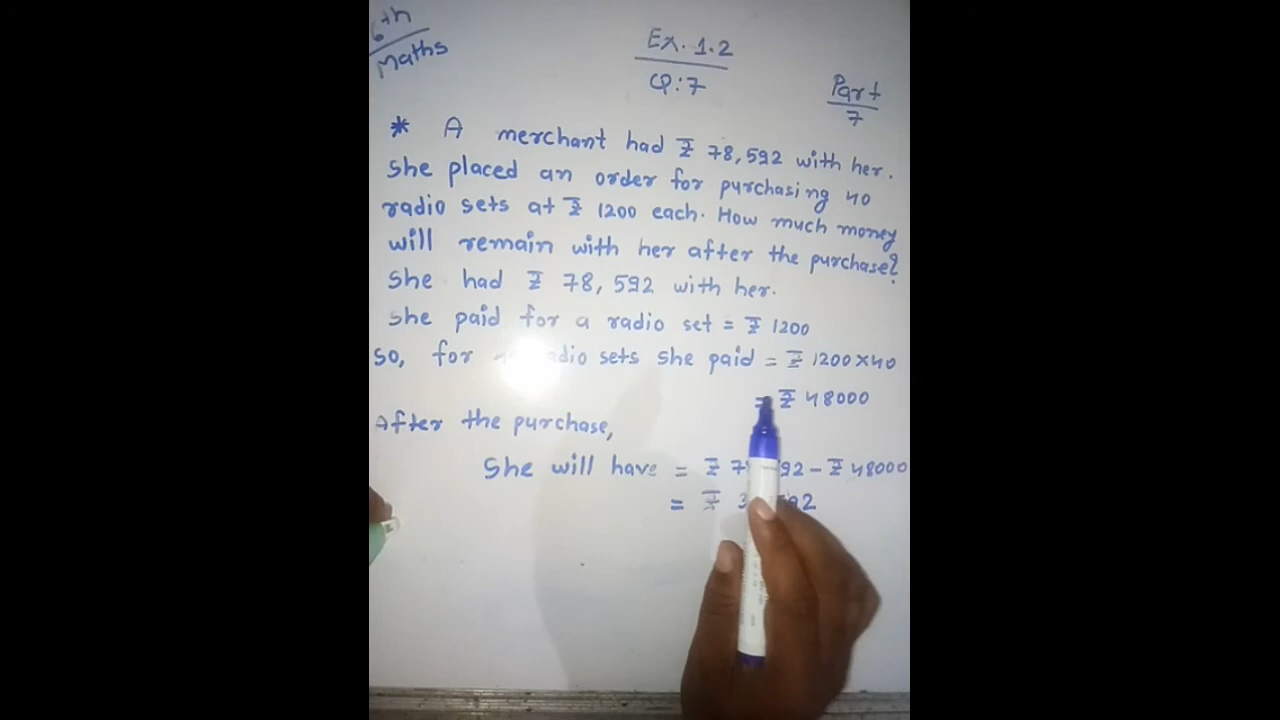 6th
Maths
Ex. 1.2
Q:7
Part
7
* A merchant had ₹ 78,592 with her.
She placed an order for purchasing 40
radio sets at ₹ 1200 each. How much money
will remain with her after the purchase?
She had ₹ 78,592 with her.
She paid for a radio set = ₹ 1200
So, for radio sets she paid = ₹ 1200×40
= ₹ 48000
After the purchase,
She will have = ₹ 92 - ₹ 48000
= ₹ 92